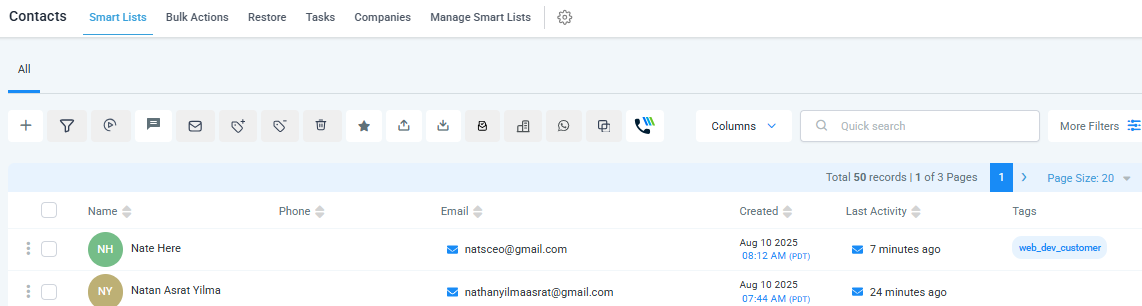 Contacts Smart Lists Bulk Actions Restore Tasks Companies Manage Smart Lists
All
Columns Quick search More Filters
Total 50 records | 1 of 3 Pages 1 Page Size: 20
Name Phone Email Created Last Activity Tags
NH Nate Here natsceo@gmail.com Aug 10 2025 7 minutes ago web_dev_customer
08:12 AM (PDT)
NY Natan Asrat Yilma nathanyilmaasrat@gmail.com Aug 10 2025 24 minutes ago
07:44 AM (PDT)